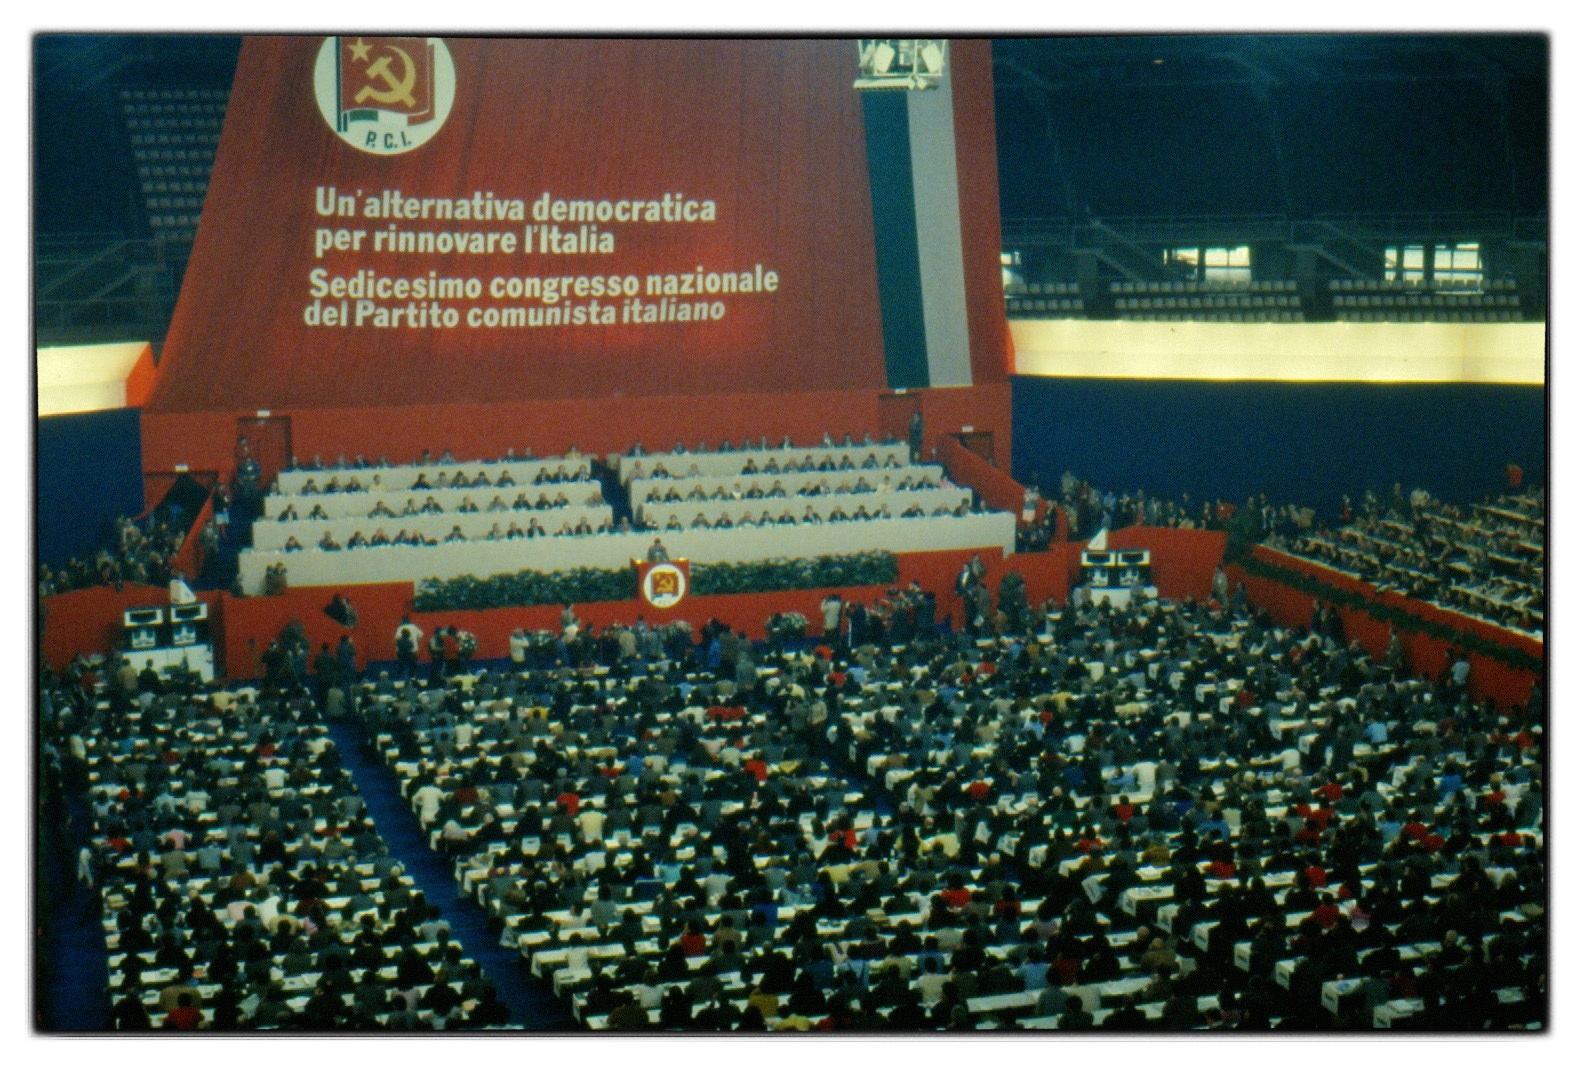 P. C. I.
Un'alternativa democratica
per rinnovare l'Italia
Sedicesimo congresso nazionale
del Partito comunista italiano